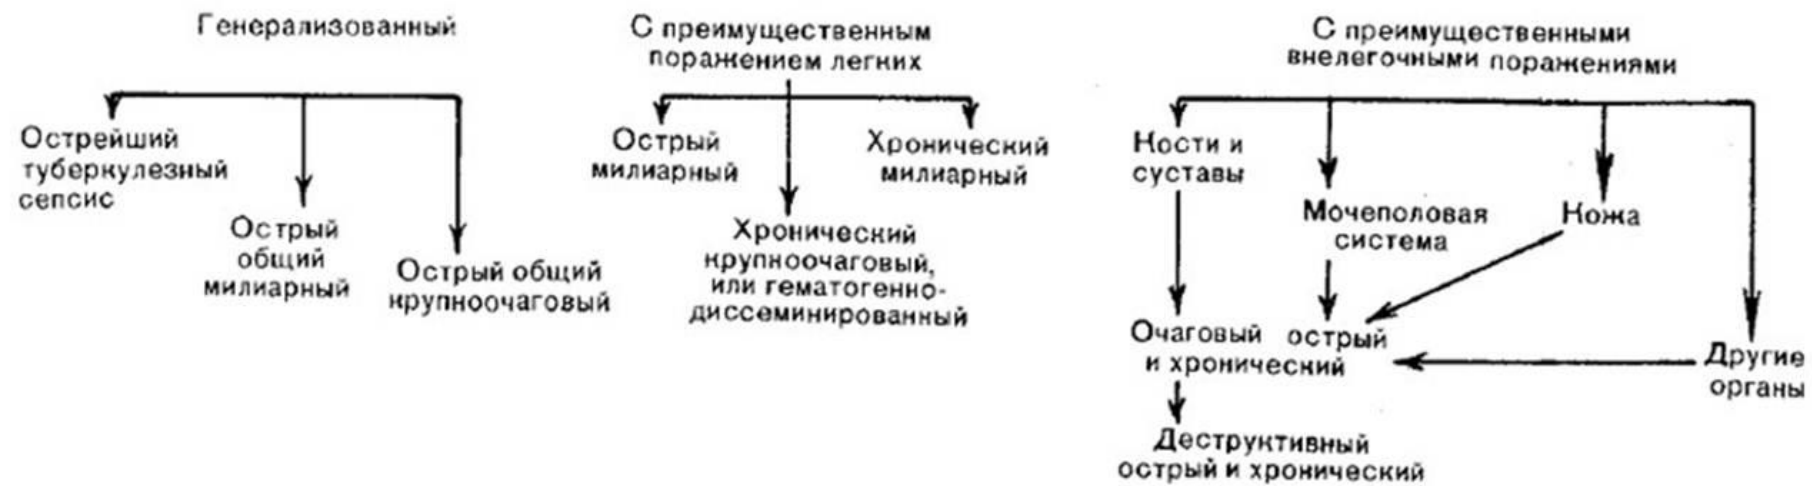 Генерализованный
Острейший
туберкулезный
сепсис
Острый
общий
милиарный
Острый общий
крупноочаговый
С преимущественным
поражением легких
Острый
милиарный
Хронический
крупноочаговый,
или гематогенно-
диссеминированный
Хронический
милиарный
С преимущественными
внелегочными поражениями
Кости и
суставы
Мочеполовая
система
Кожа
Другие
органы
Очаговый острый
и хронический
Деструктивный
острый и хронический